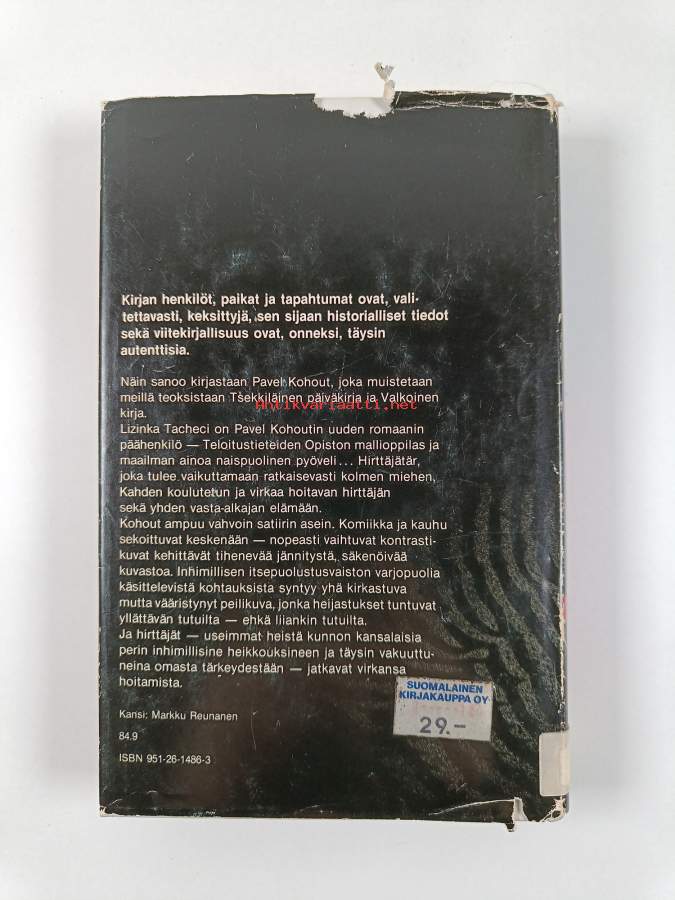 Kirjan henkilöt, paikat ja tapahtumat ovat, vali-
tettavasti, keksittyjä, sen sijaan historialliset tiedot
sekä viitekirjallisuus ovat, onneksi, täysin
autenttisia.
Näin sanoo kirjastaan Pavel Kohout, joka muistetaan
meillä teoksistaan Tšekkiläinen päiväkirja ja Valkoinen
kirja.
Antikvariaatti.net
Lizinka Tacheci on Pavel Kohoutin uuden romaanin
päähenkilö — Teloitustieteiden Opiston mallioppilas ja
maailman ainoa naispuolinen pyöveli... Hirttäjätär,
joka tulee vaikuttamaan ratkaisevasti kolmen miehen,
Kahden koulutetun ja virkaa hoitavan hirttäjän
sekä yhden vasta-alkajan elämään.
Kohout ampuu vahvoin satiirin asein. Komiikka ja kauhu
sekoittuvat keskenään — nopeasti vaihtuvat kontrasti-
kuvat kehittävät tihenevää jännitystä, säkenöivää
kuvastoa. Inhimillisen itsepuolustusvaiston varjopuolia
käsittelevistä kohtauksista syntyy yhä kirkastuva
mutta vääristynyt peilikuva, jonka heijastukset tuntuvat
yllättävän tutuilta — ehkä liiankin tutuilta.
Ja hirttäjät — useimmat heistä kunnon kansalaisia
perin inhimillisine heikkouksineen ja täysin vakuuttu-
neina omasta tärkeydestään — jatkavat virkansa
hoitamista.
SUOMALAINEN
KIRJAKAUPPA OY
29.-
Kansi: Markku Reunanen
84.9
ISBN 951-26-1486-3